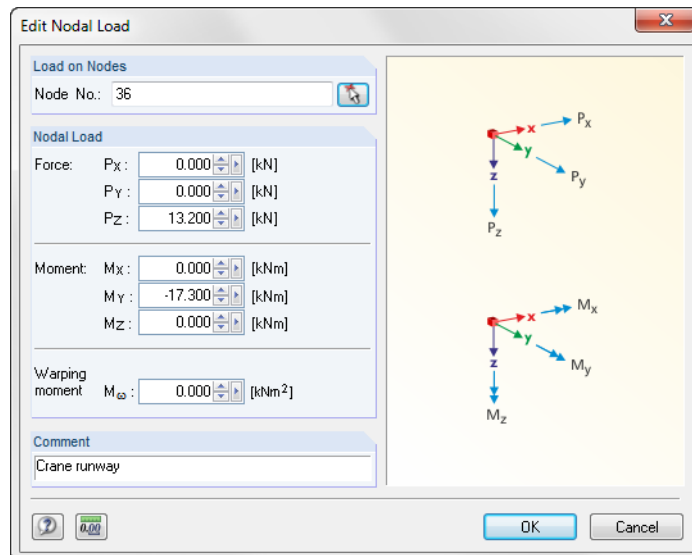 Edit Nodal Load
Load on Nodes
Node No.: 36
Nodal Load
Force: PX : 0.000 [kN]
PY : 0.000 [kN]
PZ : 13.200 [kN]
Moment: MX : 0.000 [kNm]
MY : -17.300 [kNm]
MZ : 0.000 [kNm]
Warping
moment Mω : 0.000 [kNm²]
Comment
Crane runway
x Px
y
z Py
Pz
x Mx
y
z My
Mz
0.00
OK Cancel